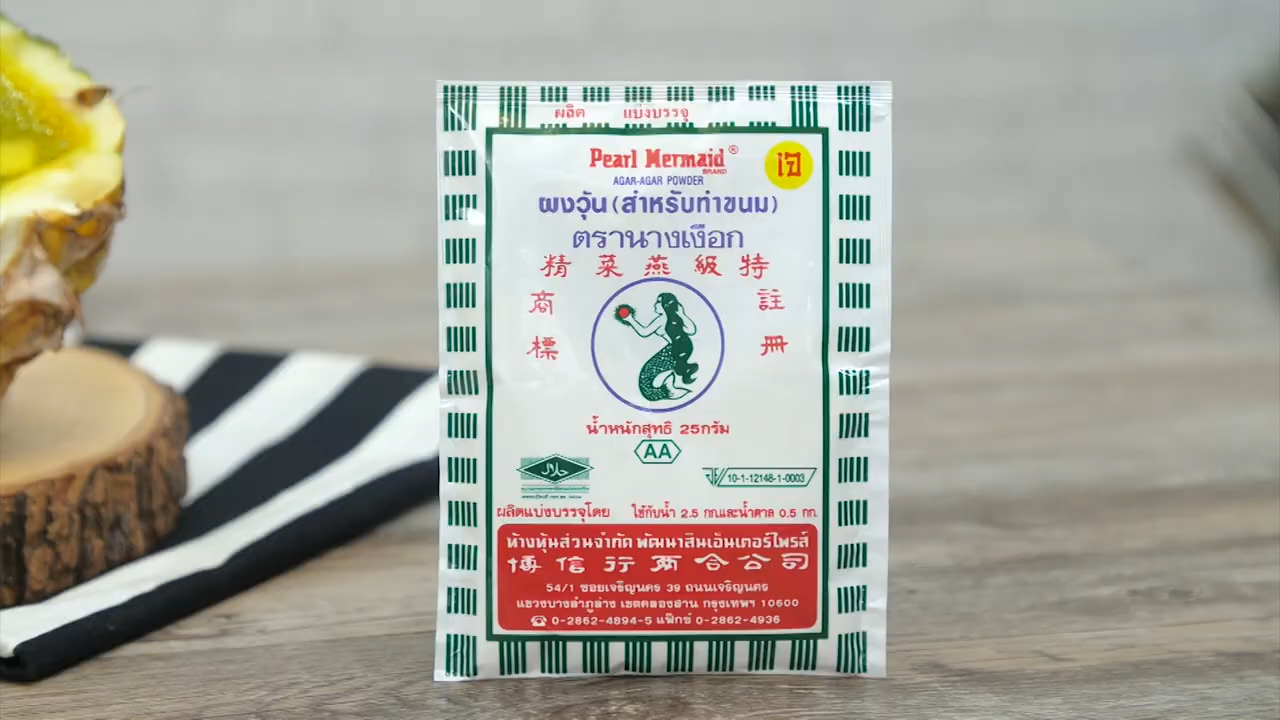 ผลิต แบ่งบรรจุ
Pearl Mermaid®
BRAND
เจ
AGAR-AGAR POWDER
ผงวุ้น (สำหรับทำขนม)
ตรานางเงือก
精菜燕級特
商 註
標 冊
น้ำหนักสุทธิ 25กรัม
AA
حلال
10-1-12148-1-0003
ผลิตแบ่งบรรจุโดย ใช้กับน้ำ 2.5 กก.และน้ำตาล 0.5 กก.
ห้างหุ้นส่วนจำกัด พัฒนาสินเอ็นเตอร์ไพรส์
博信行兩合公司
54/1 ซอยเจริญนคร 39 ถนนเจริญนคร
แขวงบางลำภูล่าง เขตคลองสาน กรุงเทพฯ 10600
☎ 0-2862-4894-5 แฟ๊กซ์ 0-2862-4936